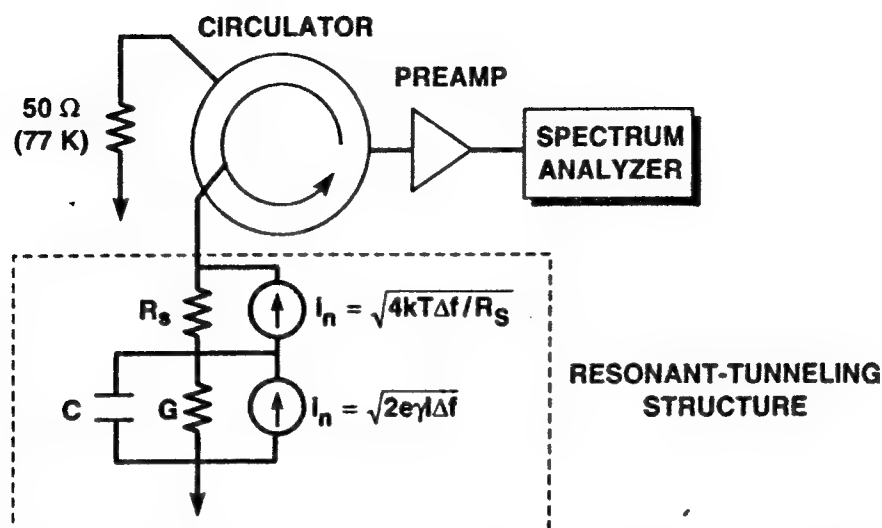 CIRCULATOR
PREAMP
50 Ω
(77 K)
SPECTRUM
ANALYZER
Rs
in = √4kTΔf/RS
C
G
in = √2eγIΔf
RESONANT-TUNNELING
STRUCTURE